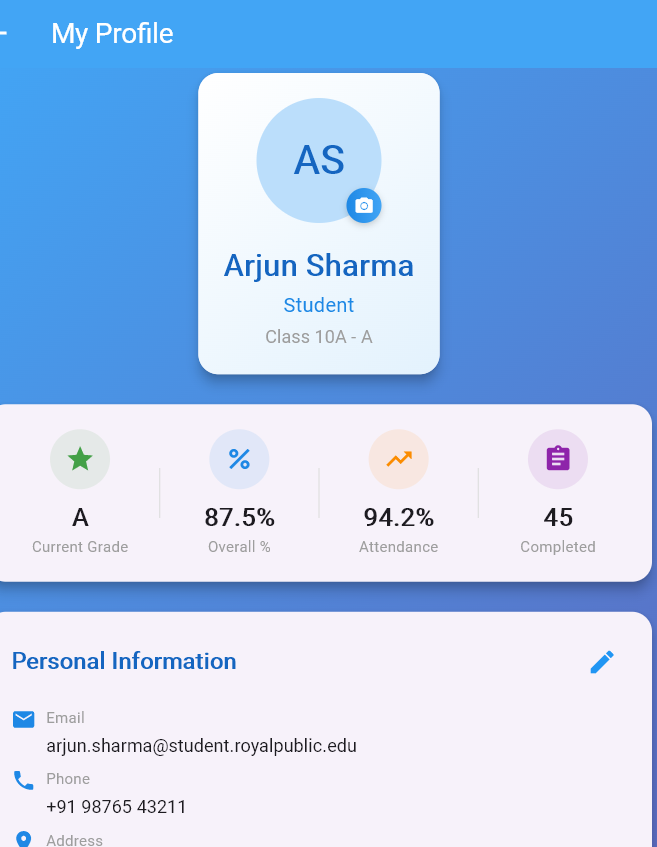 My Profile
AS
Arjun Sharma
Student
Class 10A - A
A
87.5%
94.2%
45
Current Grade
Overall %
Attendance
Completed
Personal Information
Email
arjun.sharma@student.royalpublic.edu
Phone
+91 98765 43211
Address